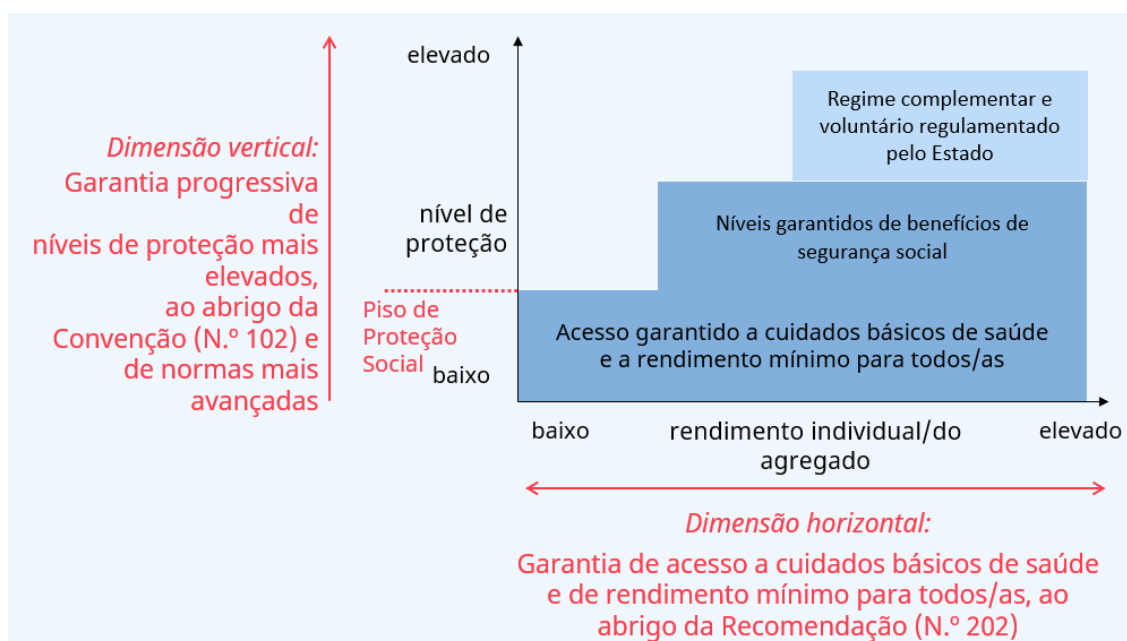 elevado
Regime complementar e
voluntário regulamentado
pelo Estado
Dimensão vertical:
Garantia progressiva
de
níveis de proteção mais
elevados,
ao abrigo da
Convenção (N.º 102) e
de normas mais
avançadas
nível de
proteção
Níveis garantidos de benefícios de
segurança social
Piso de
Proteção
Social
baixo
Acesso garantido a cuidados básicos de saúde
e a rendimento mínimo para todos/as
baixo
rendimento individual/do
agregado
elevado
Dimensão horizontal:
Garantia de acesso a cuidados básicos de saúde
e de rendimento mínimo para todos/as, ao
abrigo da Recomendação (N.º 202)